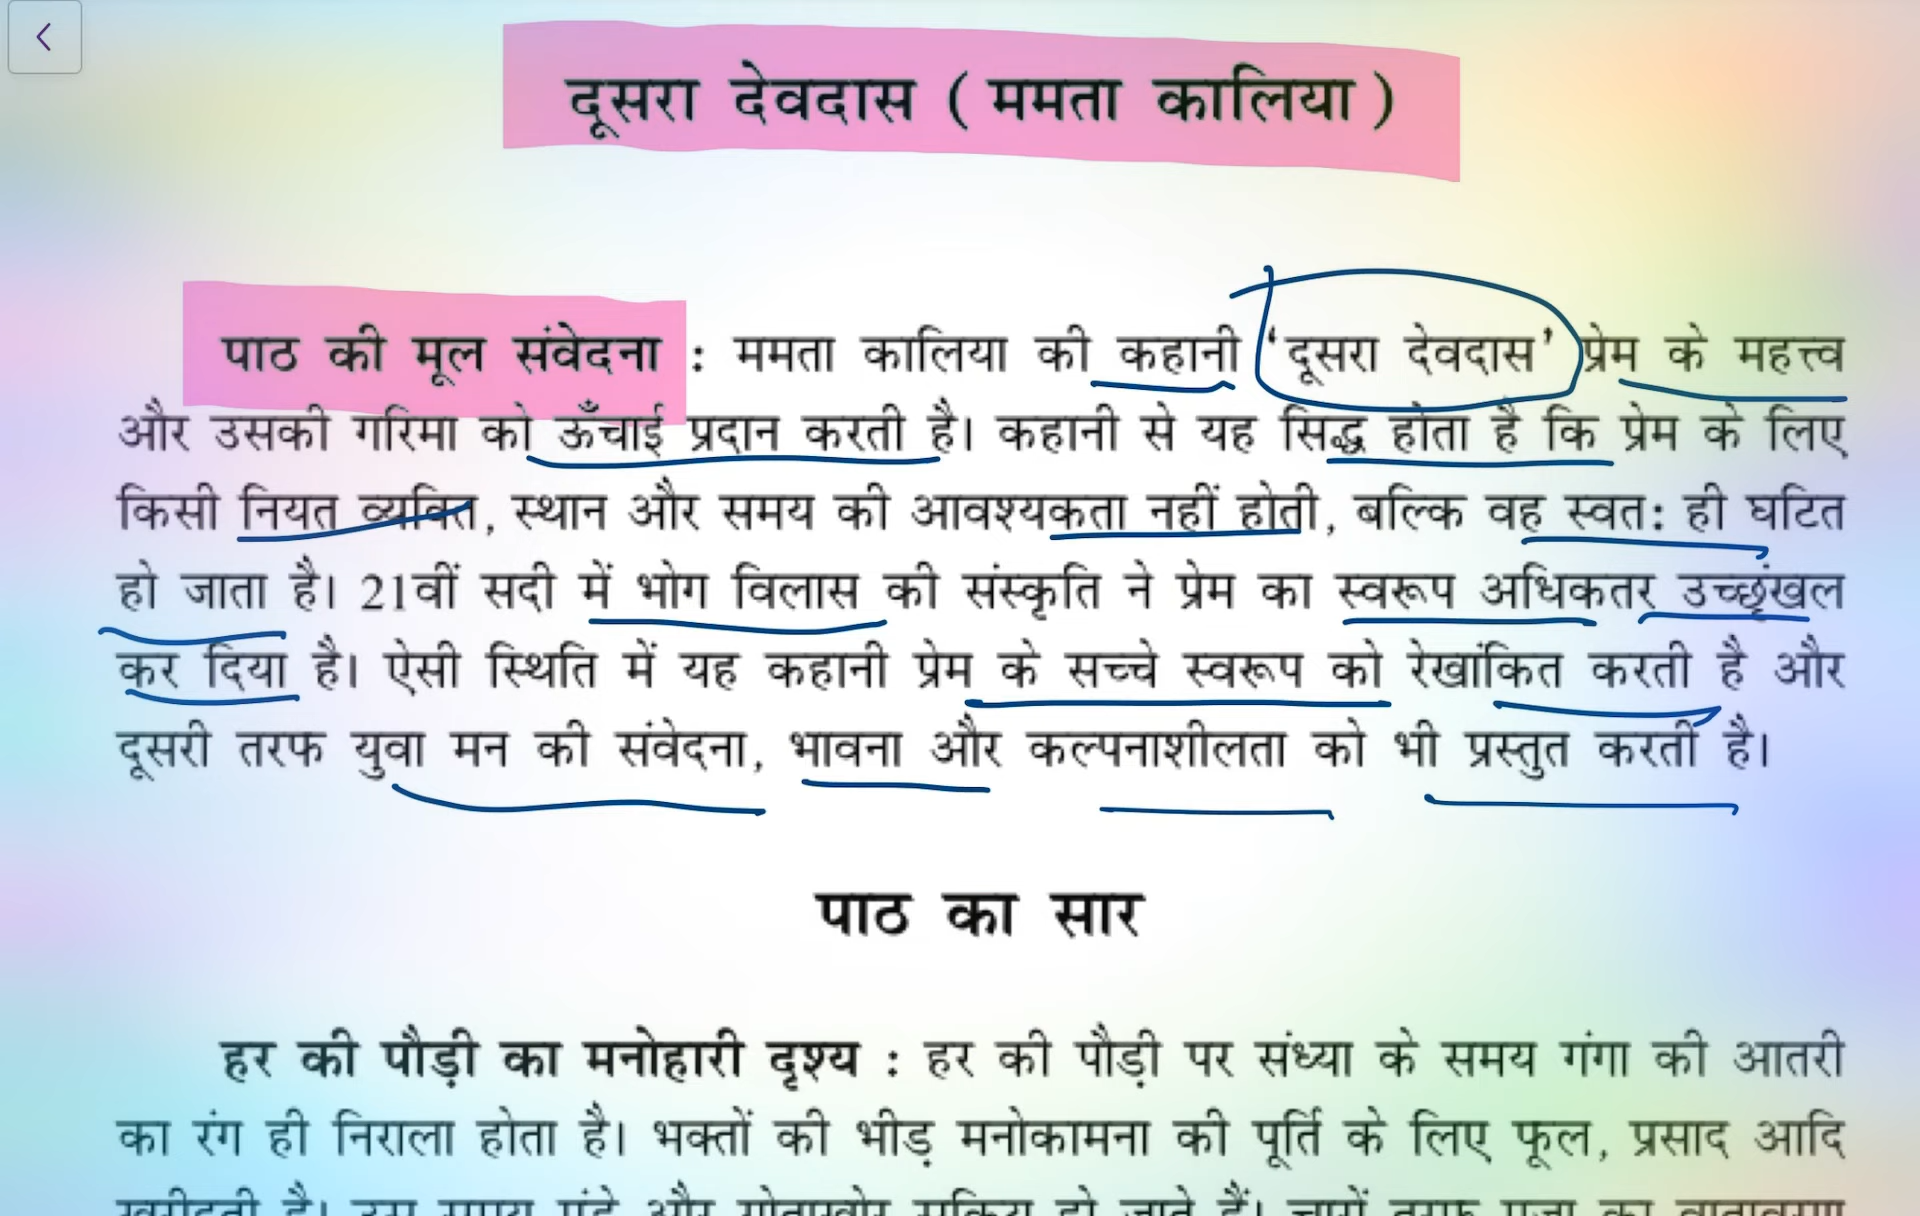 दूसरा देवदास ( ममता कालिया )
पाठ की मूल संवेदना : ममता कालिया की कहानी ‘दूसरा देवदास’ प्रेम के महत्त्व
और उसकी गरिमा को ऊँचाई प्रदान करती है। कहानी से यह सिद्ध होता है कि प्रेम के लिए
किसी नियत व्यक्ति, स्थान और समय की आवश्यकता नहीं होती, बल्कि वह स्वत: ही घटित
हो जाता है। 21वीं सदी में भोग विलास की संस्कृति ने प्रेम का स्वरूप अधिकतर उच्छृंखल
कर दिया है। ऐसी स्थिति में यह कहानी प्रेम के सच्चे स्वरूप को रेखांकित करती है और
दूसरी तरफ युवा मन की संवेदना, भावना और कल्पनाशीलता को भी प्रस्तुत करती है।
पाठ का सार
हर की पौड़ी का मनोहारी दृश्य : हर की पौड़ी पर संध्या के समय गंगा की आतरी
का रंग ही निराला होता है। भक्तों की भीड़ मनोकामना की पूर्ति के लिए फूल, प्रसाद आदि